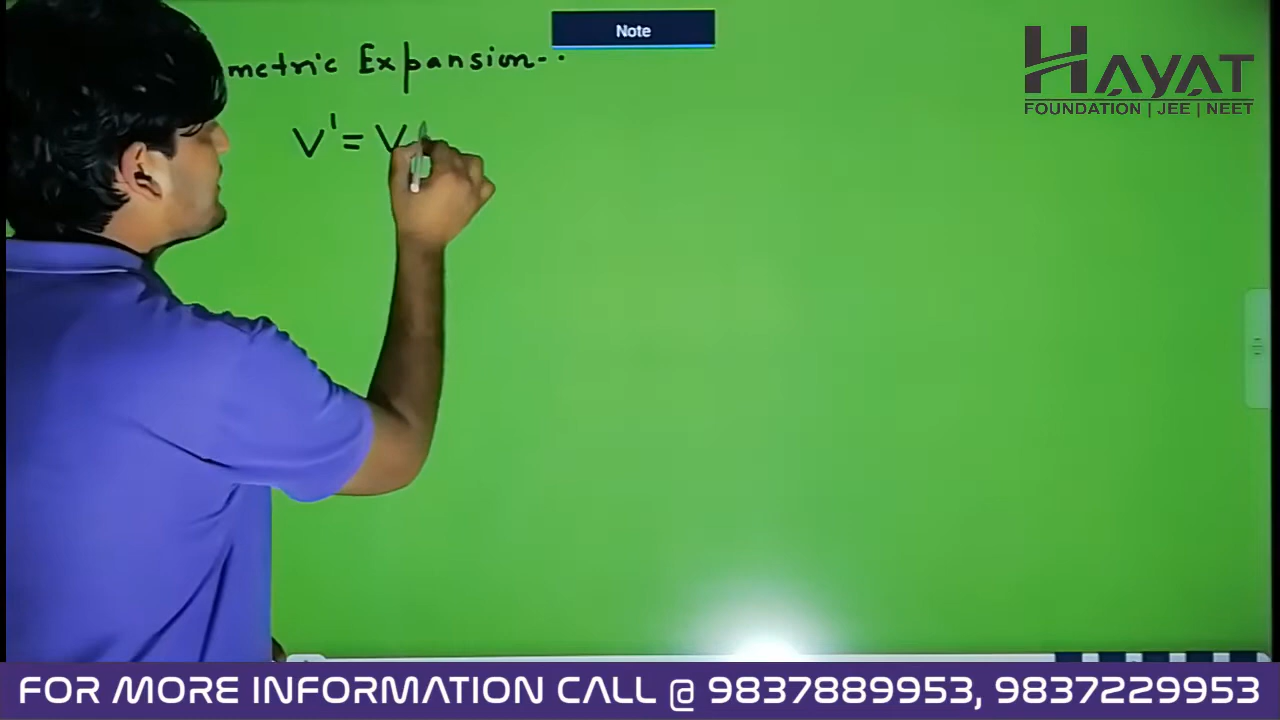 Note
metric Expansion-.
V'= V
HAYAT
FOUNDATION | JEE | NEET
FOR MORE INFORMATION CALL @ 9837889953, 9837229953